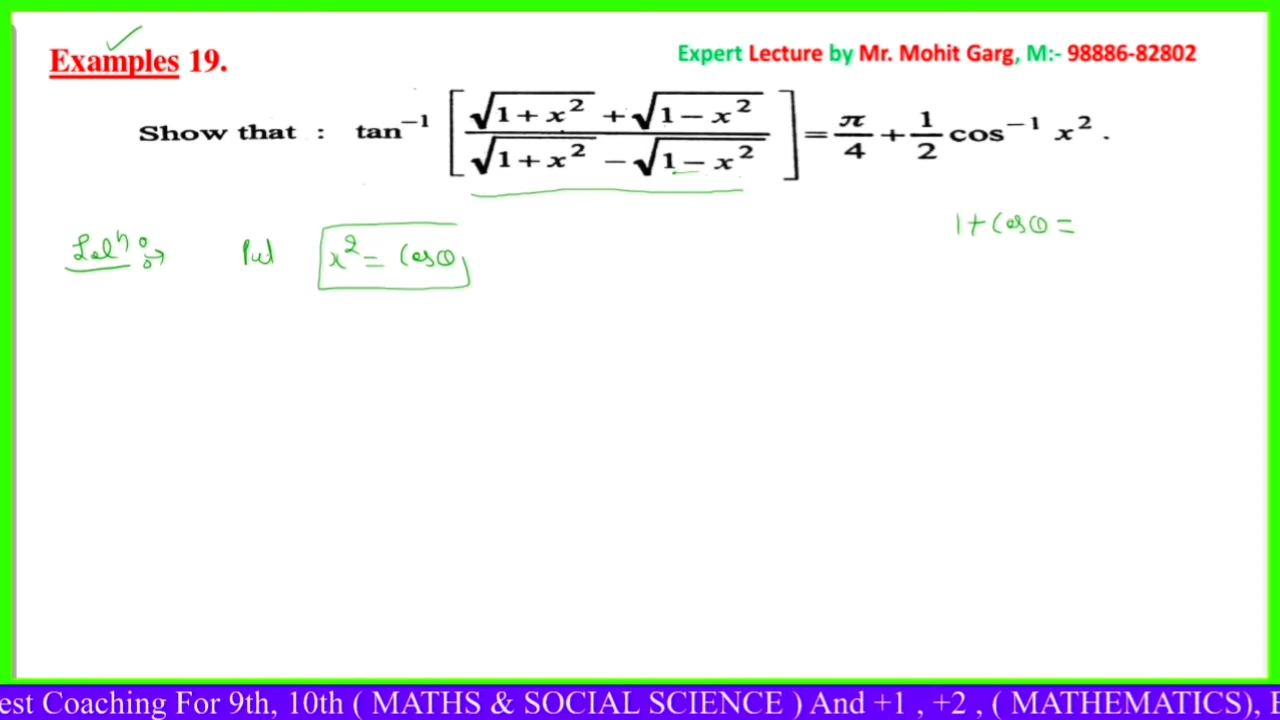 Examples 19.
Expert Lecture by Mr. Mohit Garg, M:- 98886-82802
Show that : tan⁻¹ [ (√(1 + x²) + √(1 − x²)) / (√(1 + x²) − √(1 − x²)) ] = π/4 + 1/2 cos⁻¹ x² .
1 + Cosθ =
Solⁿ: Put x² = Cosθ
est Coaching For 9th, 10th ( MATHS & SOCIAL SCIENCE ) And +1 , +2 , ( MATHEMATICS),